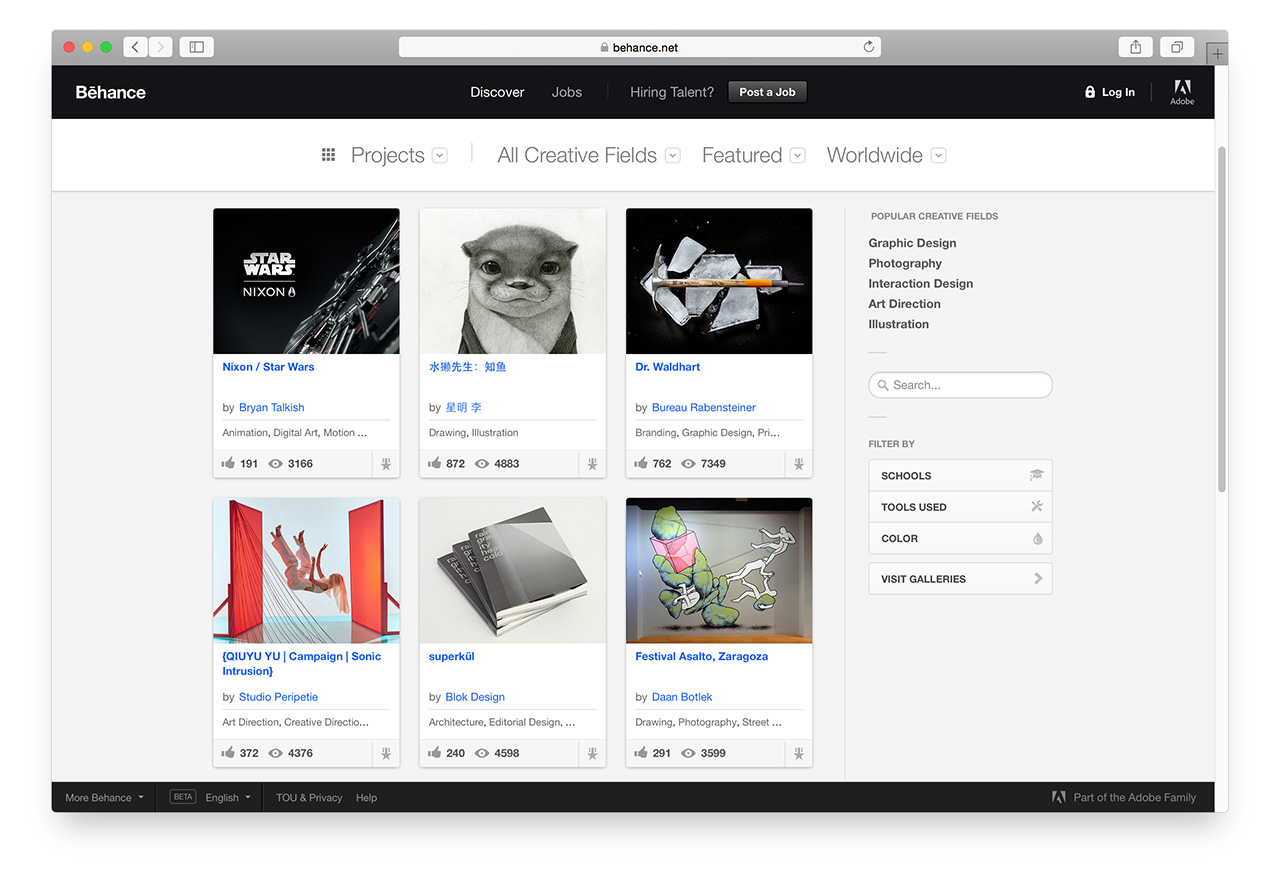 behance.net
Bēhance
Discover
Jobs
Hiring Talent?
Post a Job
Log In
Adobe
Projects
All Creative Fields
Featured
Worldwide
STAR
WARS
NIXON
Nixon / Star Wars
by Bryan Talkish
Animation, Digital Art, Motion ...
191 3166
水獭先生：知鱼
by 星明 李
Drawing, Illustration
872 4883
Dr. Waldhart
by Bureau Rabensteiner
Branding, Graphic Design, Pri...
762 7349
{QIUYU YU | Campaign | Sonic
Intrusion}
by Studio Peripetie
Art Direction, Creative Directio...
372 4376
superkül
by Blok Design
Architecture, Editorial Design, ...
240 4598
Festival Asalto, Zaragoza
by Daan Botlek
Drawing, Photography, Street ...
291 3599
POPULAR CREATIVE FIELDS
Graphic Design
Photography
Interaction Design
Art Direction
Illustration
Search...
FILTER BY
SCHOOLS
TOOLS USED
COLOR
VISIT GALLERIES
More Behance
BETA English
TOU & Privacy
Help
Part of the Adobe Family